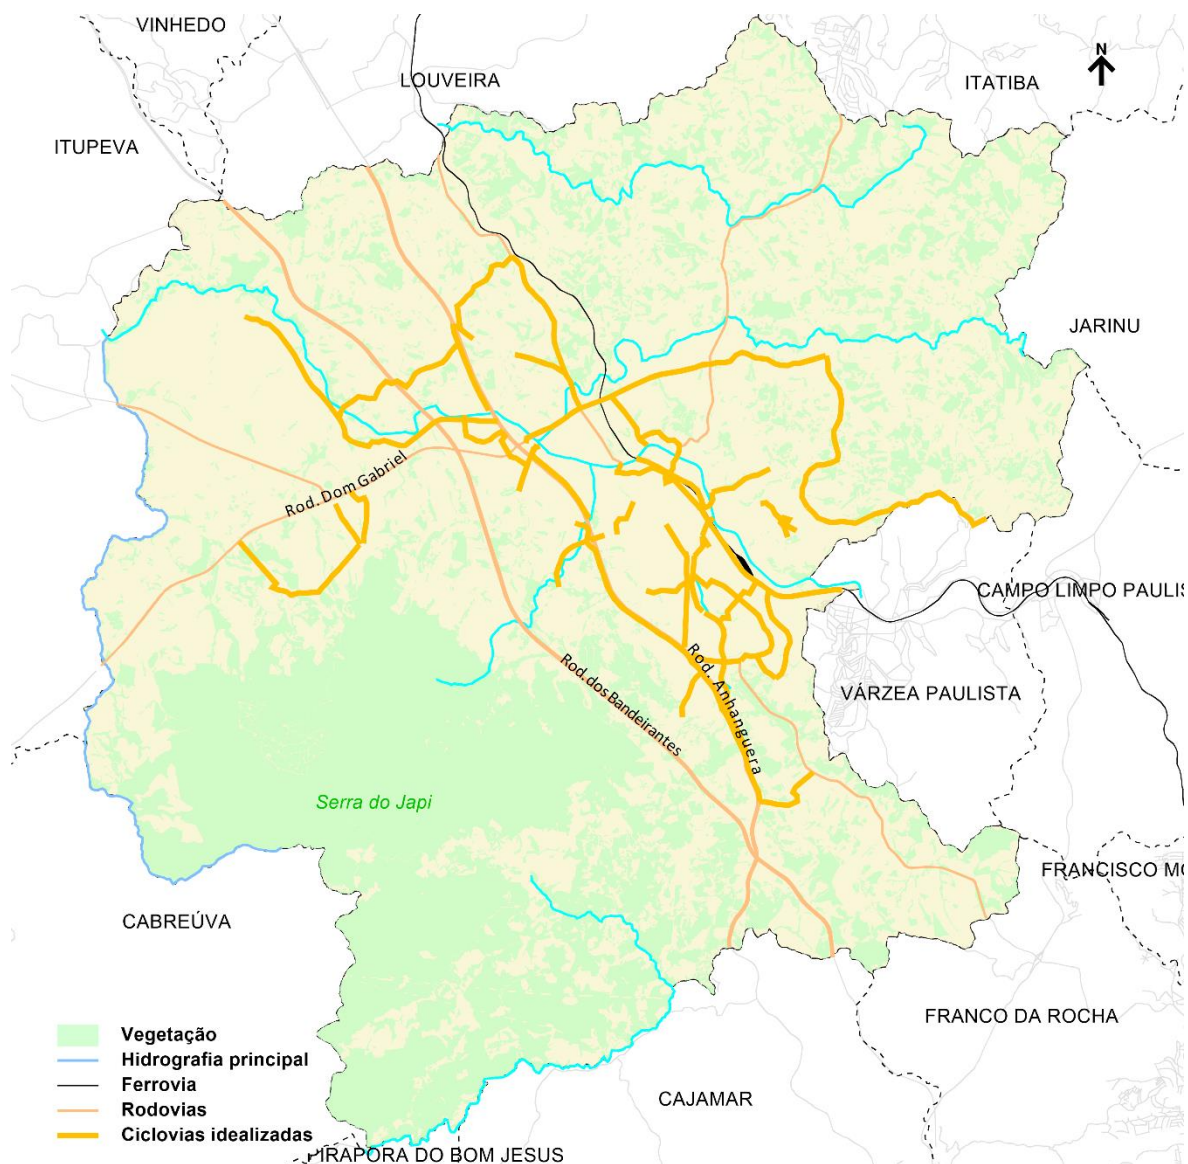 VINHEDO
N
LOUVEIRA
ITATIBA
ITUPEVA
JARINU
Rod. Dom Gabriel
CAMPO LIMPO PAULIS
Rod. dos Bandeirantes
Rod. Anhanguera
VÁRZEA PAULISTA
Serra do Japi
FRANCISCO MO
CABREÚVA
FRANCO DA ROCHA
Vegetação
Hidrografia principal
Ferrovia
Rodovias
Ciclovias idealizadas
CAJAMAR
PIRAPORA DO BOM JESUS